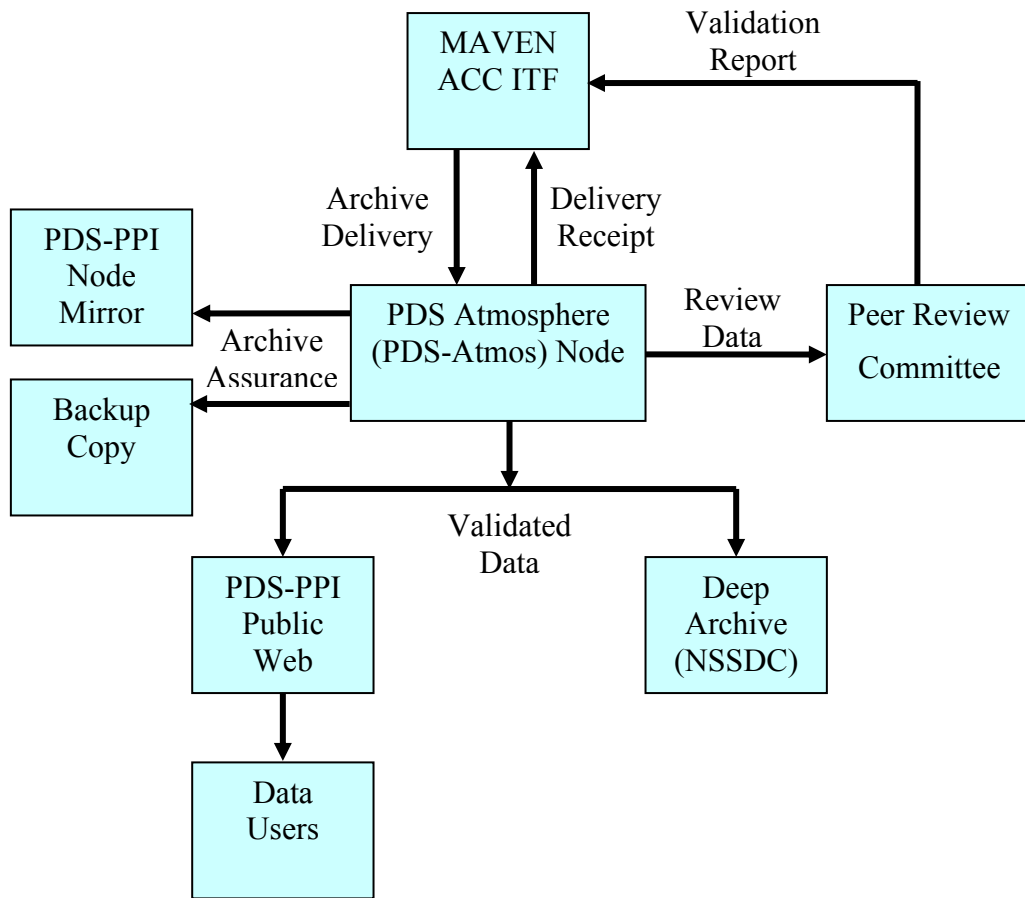 MAVEN
ACC ITF
Validation
Report
Archive
Delivery
Delivery
Receipt
PDS-PPI
Node
Mirror
PDS Atmosphere
(PDS-Atmos) Node
Review
Data
Peer Review
Committee
Archive
Assurance
Backup
Copy
Validated
Data
PDS-PPI
Public
Web
Deep
Archive
(NSSDC)
Data
Users